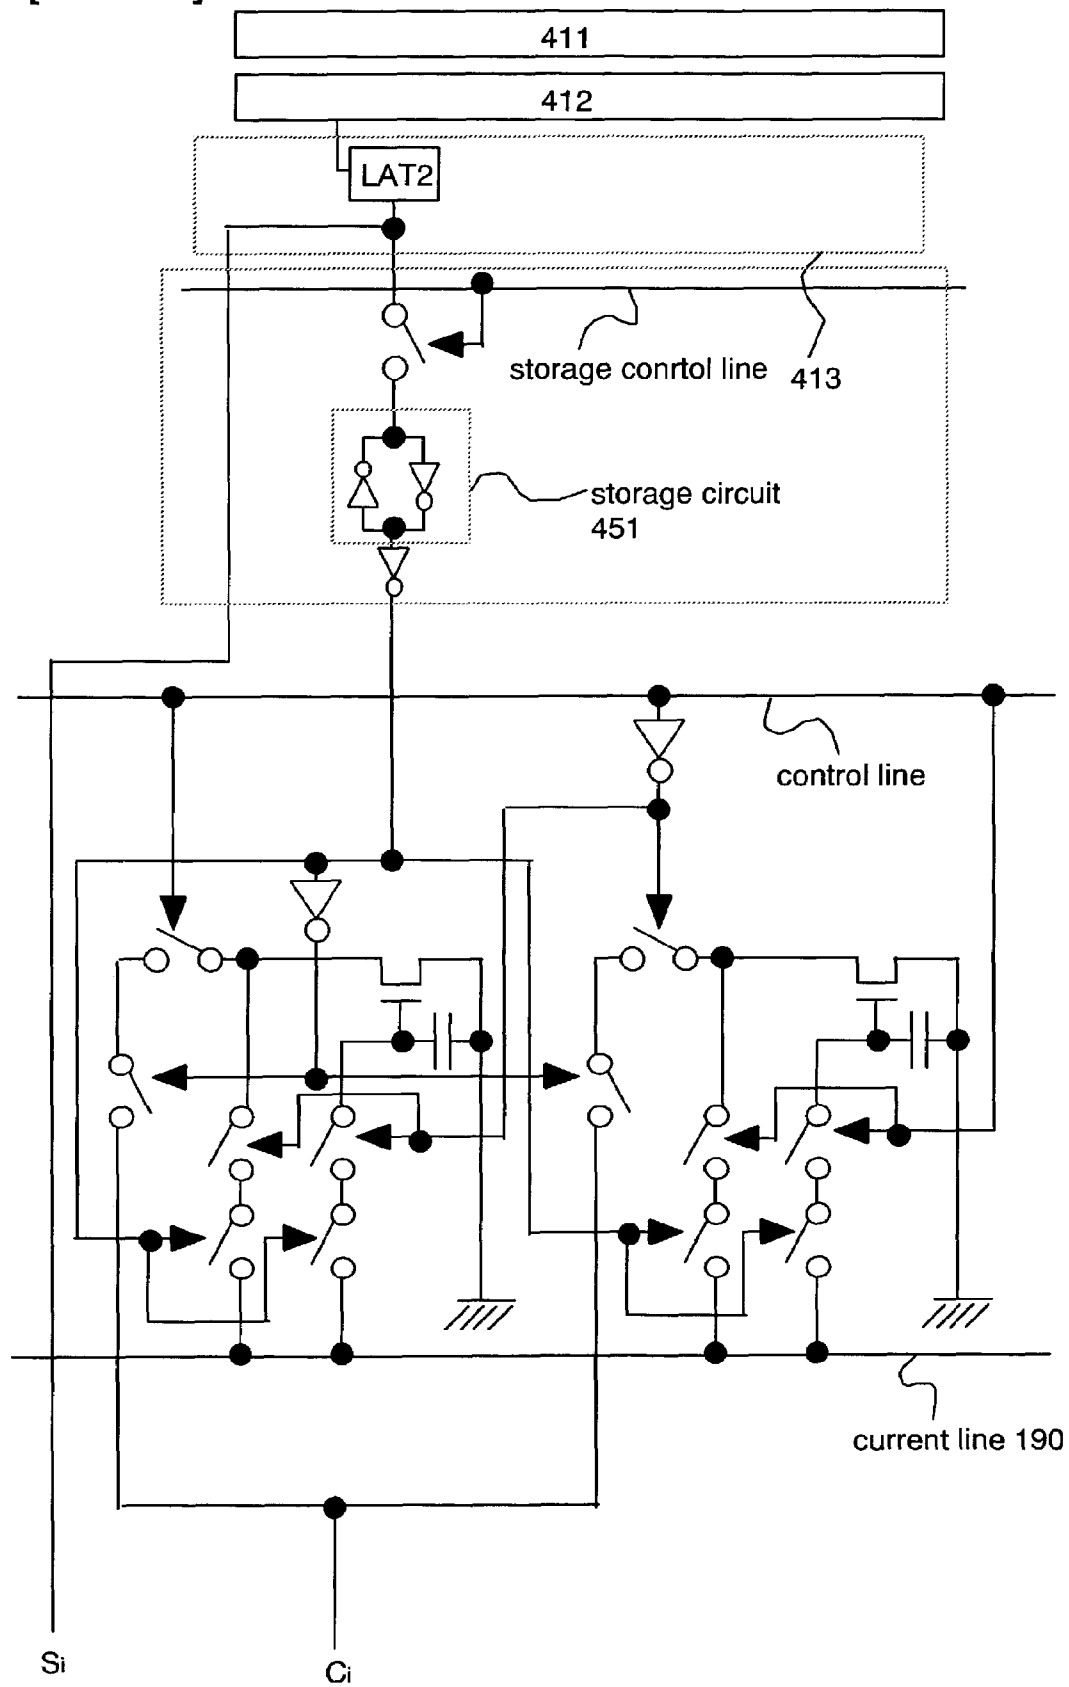 411
412
LAT2
storage conrtol line
413
storage circuit
451
control line
current line 190
Si
Ci